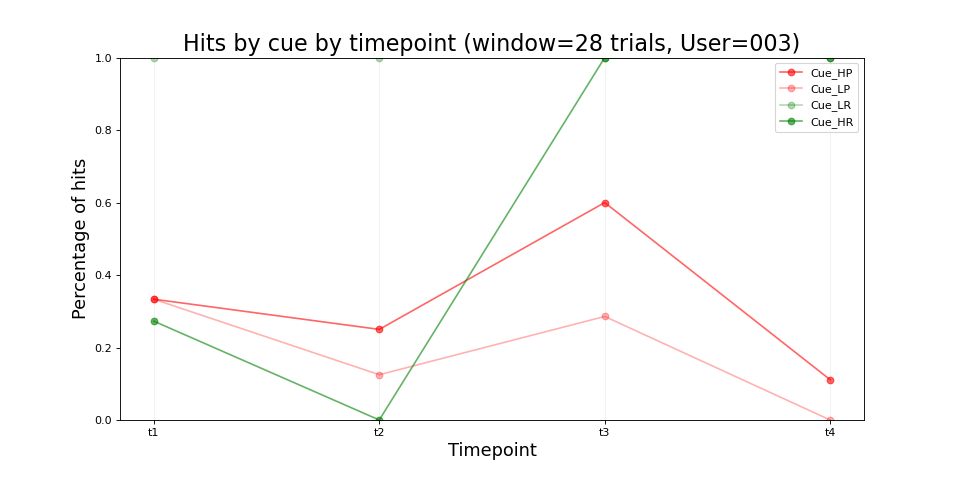 Hits by cue by timepoint (window=28 trials, User=003)
Percentage of hits
1.0
0.8
0.6
0.4
0.2
0.0
t1
t2
t3
t4
Timepoint
Cue_HP
Cue_LP
Cue_LR
Cue_HR